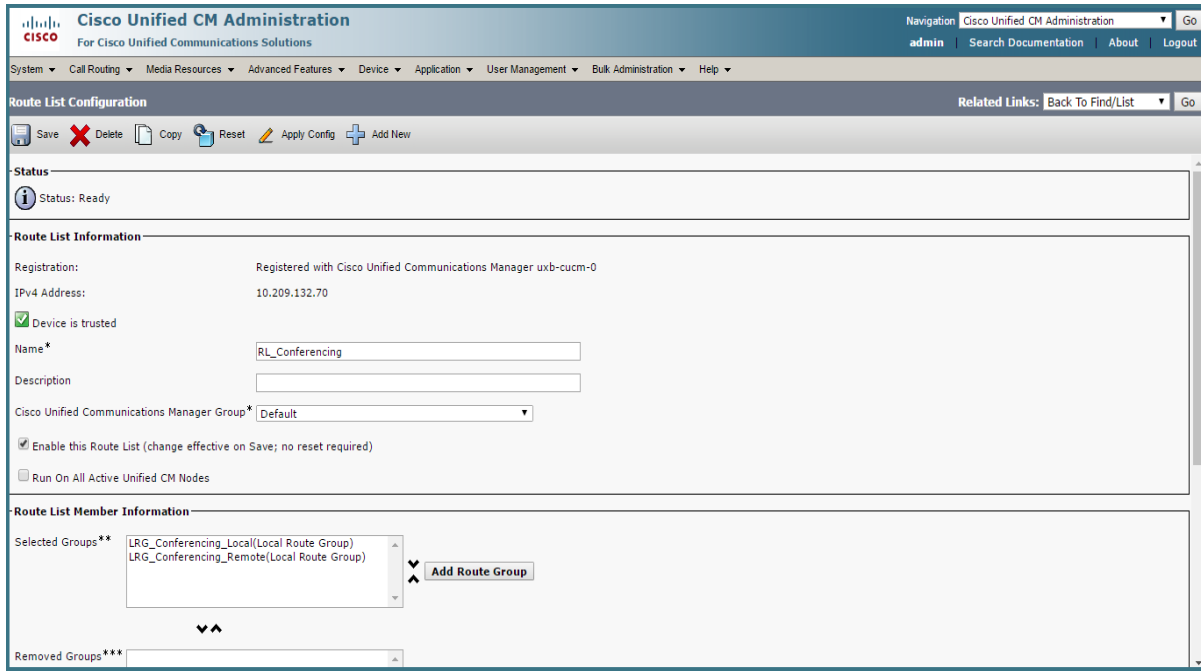 CISCO
Cisco Unified CM Administration
For Cisco Unified Communications Solutions
Navigation Cisco Unified CM Administration Go
admin | Search Documentation | About | Logout
System Call Routing Media Resources Advanced Features Device Application User Management Bulk Administration Help
Route List Configuration
Related Links: Back To Find/List Go
Save Delete Copy Reset Apply Config Add New
Status
Status: Ready
Route List Information
Registration: Registered with Cisco Unified Communications Manager uxb-cucm-0
IPv4 Address: 10.209.132.70
Device is trusted
Name* RL_Conferencing
Description
Cisco Unified Communications Manager Group* Default
Enable this Route List (change effective on Save; no reset required)
Run On All Active Unified CM Nodes
Route List Member Information
Selected Groups** LRG_Conferencing_Local(Local Route Group)
LRG_Conferencing_Remote(Local Route Group)
Add Route Group
Removed Groups***